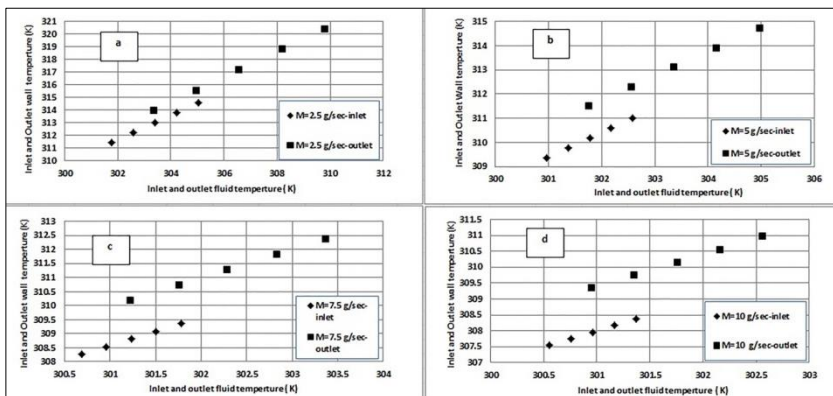 321
320
319
318
317
316
315
314
313
312
311
310
Inlet and Outlet wall temperture (K)
a
M=2.5 g/sec-inlet
M=2.5 g/sec-outlet
300 302 304 306 308 310 312
Inlet and outlet fluid temperture( K)
315
314
313
312
311
310
309
Inlet and Outlet Wall temperture (K)
b
M=5 g/sec-inlet
M=5 g/sec-outlet
300 301 302 303 304 305 306
Inlet and outlet fluid temperture( K)
313
312.5
312
311.5
311
310.5
310
309.5
309
308.5
308
Inlet and Outlet wall temperture (K)
c
M=7.5 g/sec-
inlet
M=7.5 g/sec-
outlet
300.5 301 301.5 302 302.5 303 303.5 304
Inlet and outlet fluid temperture( K)
311.5
311
310.5
310
309.5
309
308.5
308
307.5
307
Inlet and Outlet wall temperture (K)
d
M=10 g/sec-inlet
M=10 g/sec-outlet
300 300.5 301 301.5 302 302.5 303
Inlet and outlet fluid temperture( K)